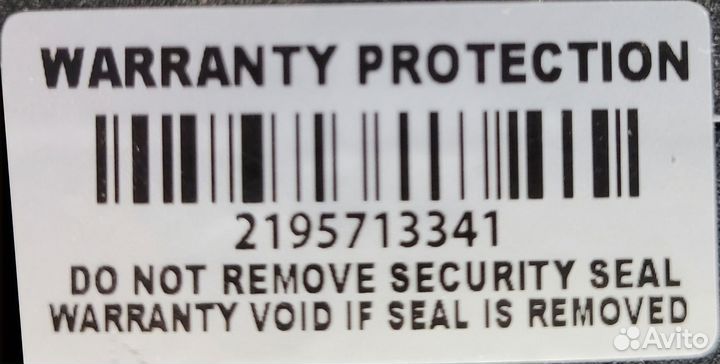 WARRANTY PROTECTION
2195713341
DO NOT REMOVE SECURITY SEAL
WARRANTY VOID IF SEAL IS REMOVED
Avito